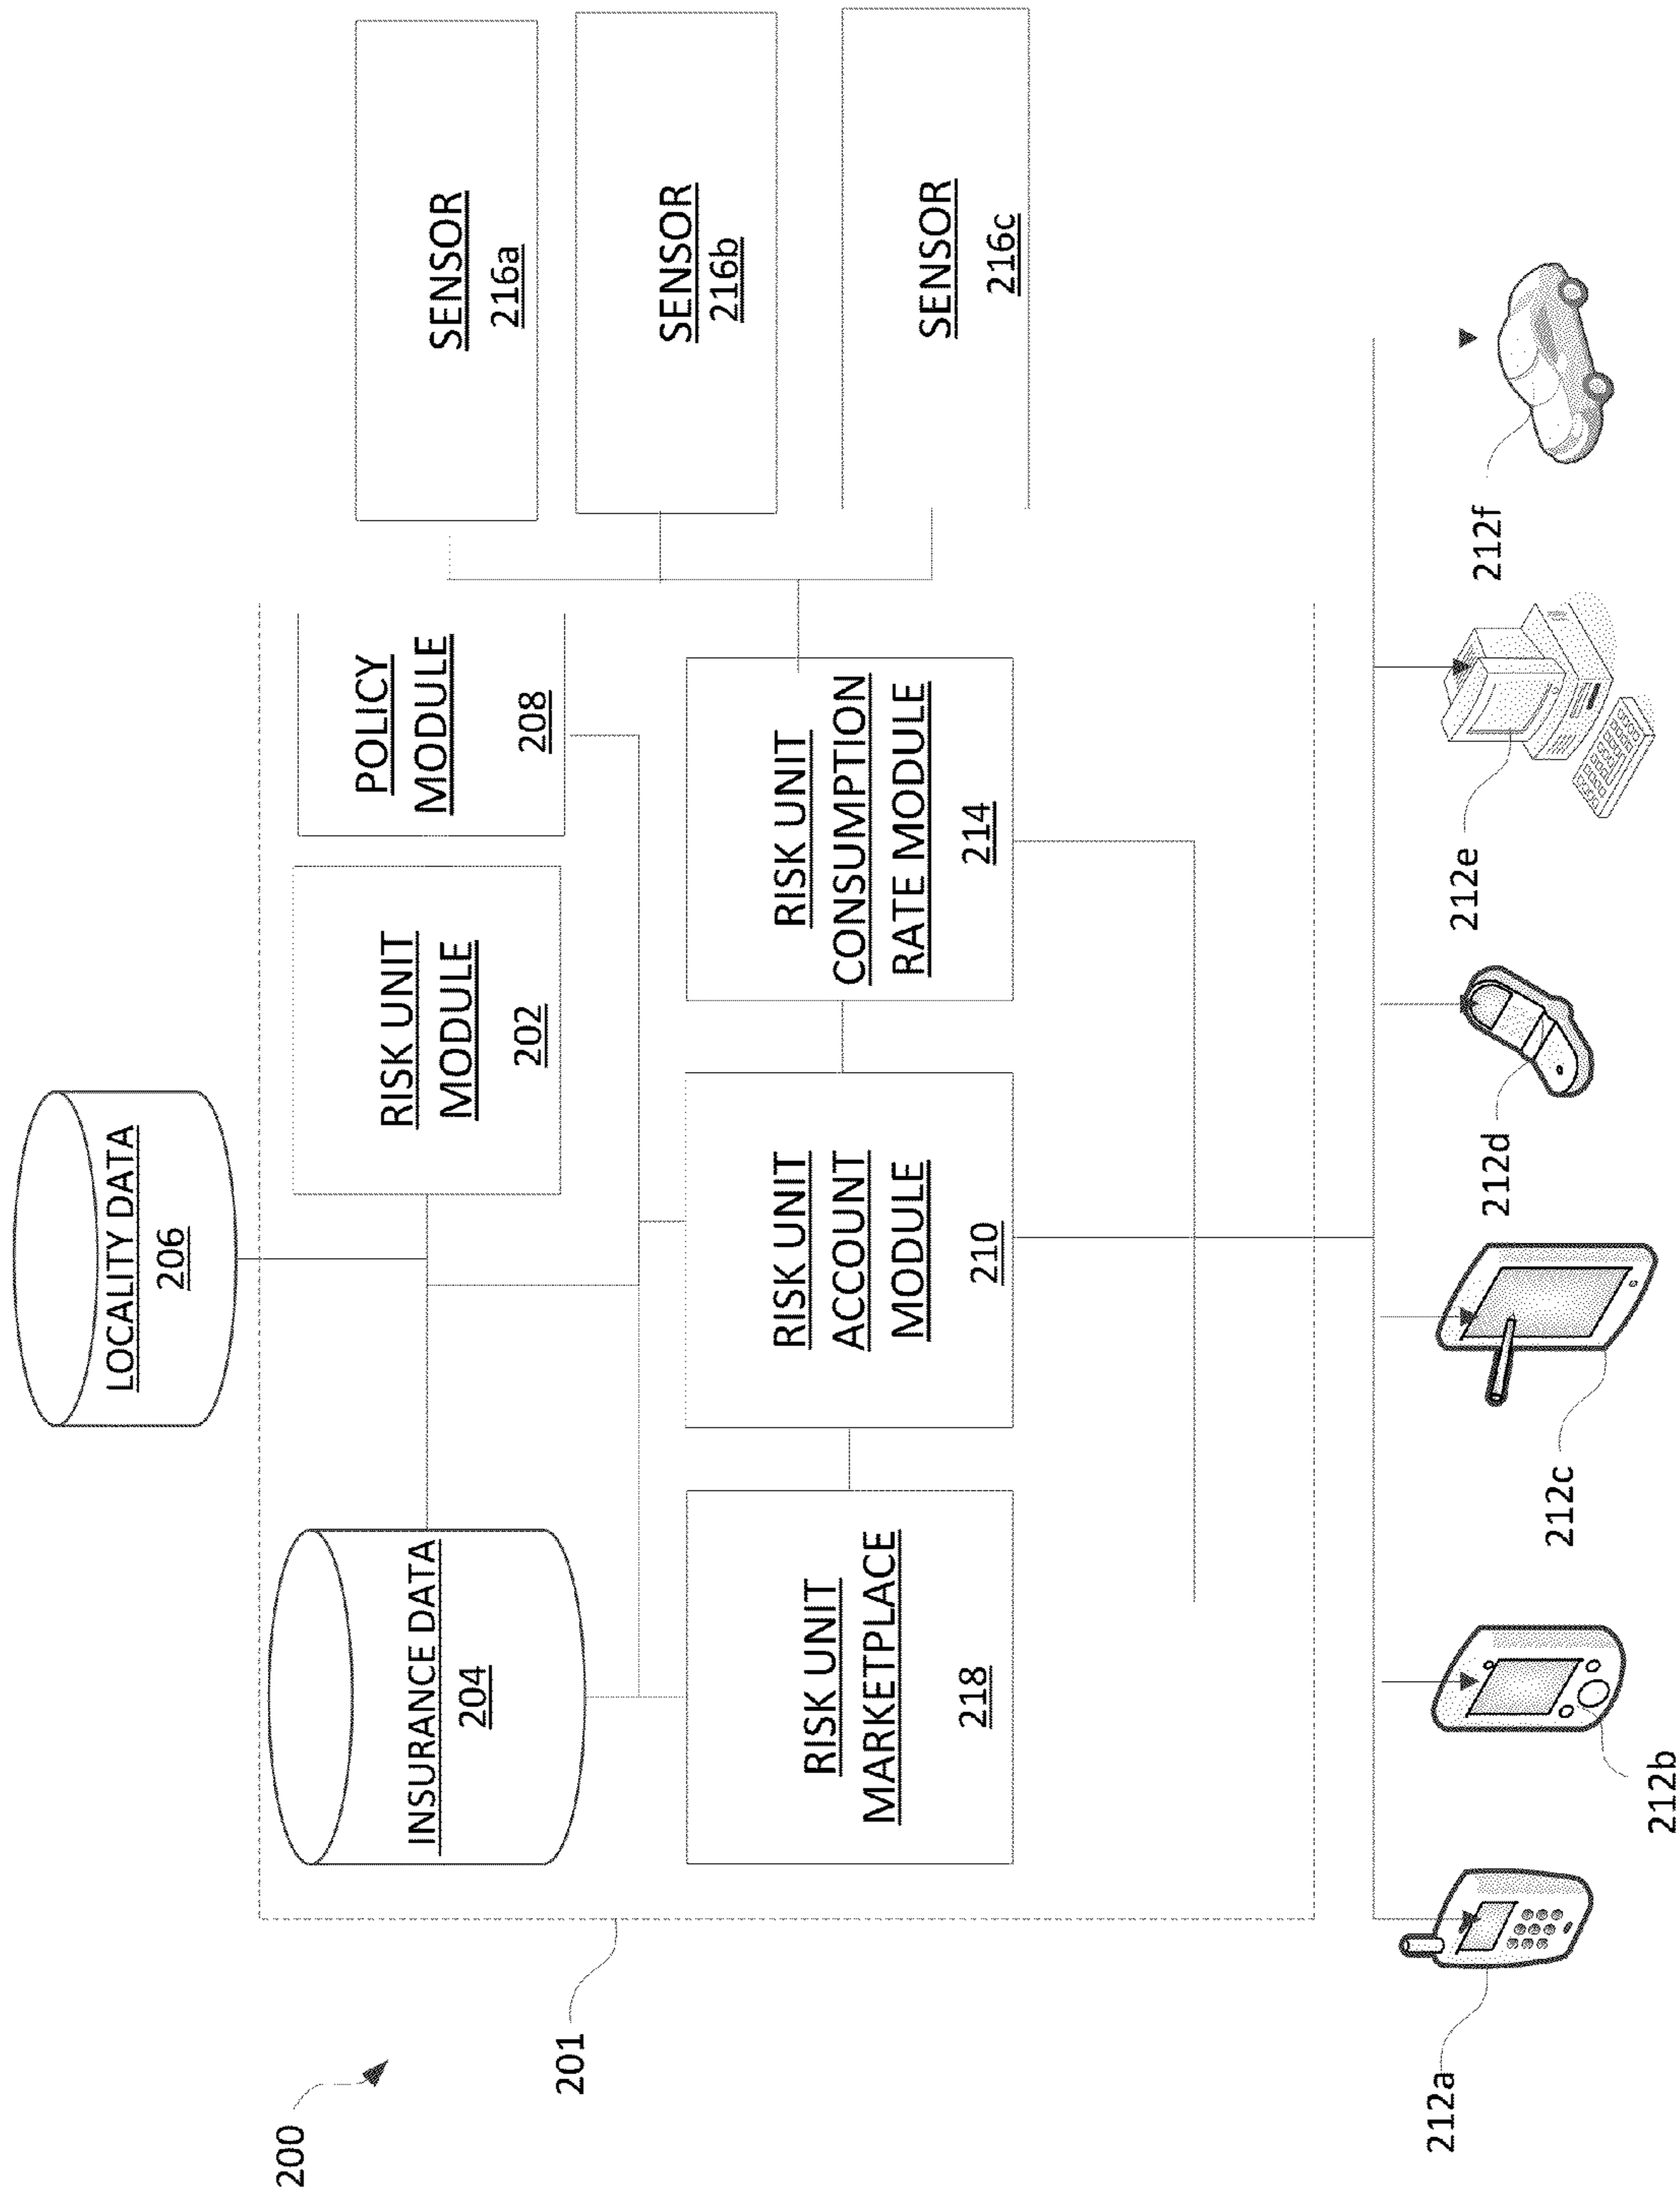 200
201
LOCALITY DATA
206
INSURANCE DATA
204
RISK UNIT
MODULE
202
POLICY
MODULE
208
RISK UNIT
MARKETPLACE
218
RISK UNIT
ACCOUNT
MODULE
210
RISK UNIT
CONSUMPTION
RATE MODULE
214
SENSOR
216a
SENSOR
216b
SENSOR
216c
212a
212b
212c
212d
212e
212f